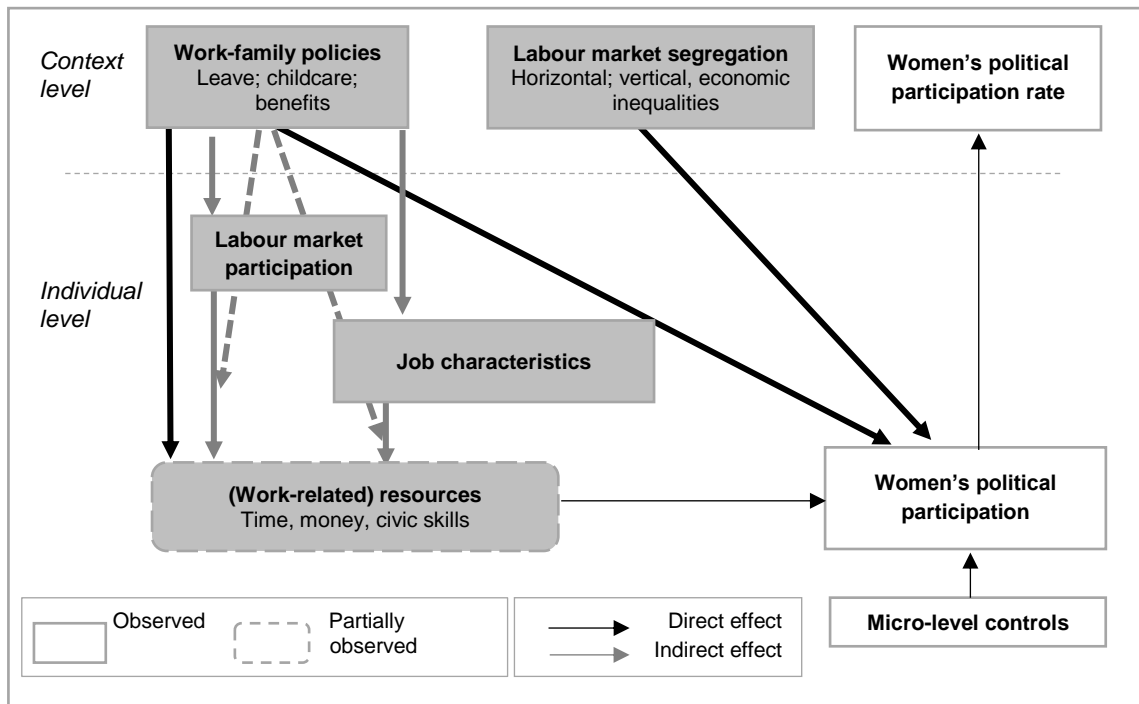 Context
level
Work-family policies
Leave; childcare;
benefits
Labour market segregation
Horizontal; vertical, economic
inequalities
Women's political
participation rate
Individual
level
Labour market
participation
Job characteristics
(Work-related) resources
Time, money, civic skills
Women's political
participation
Micro-level controls
Observed
Partially
observed
Direct effect
Indirect effect